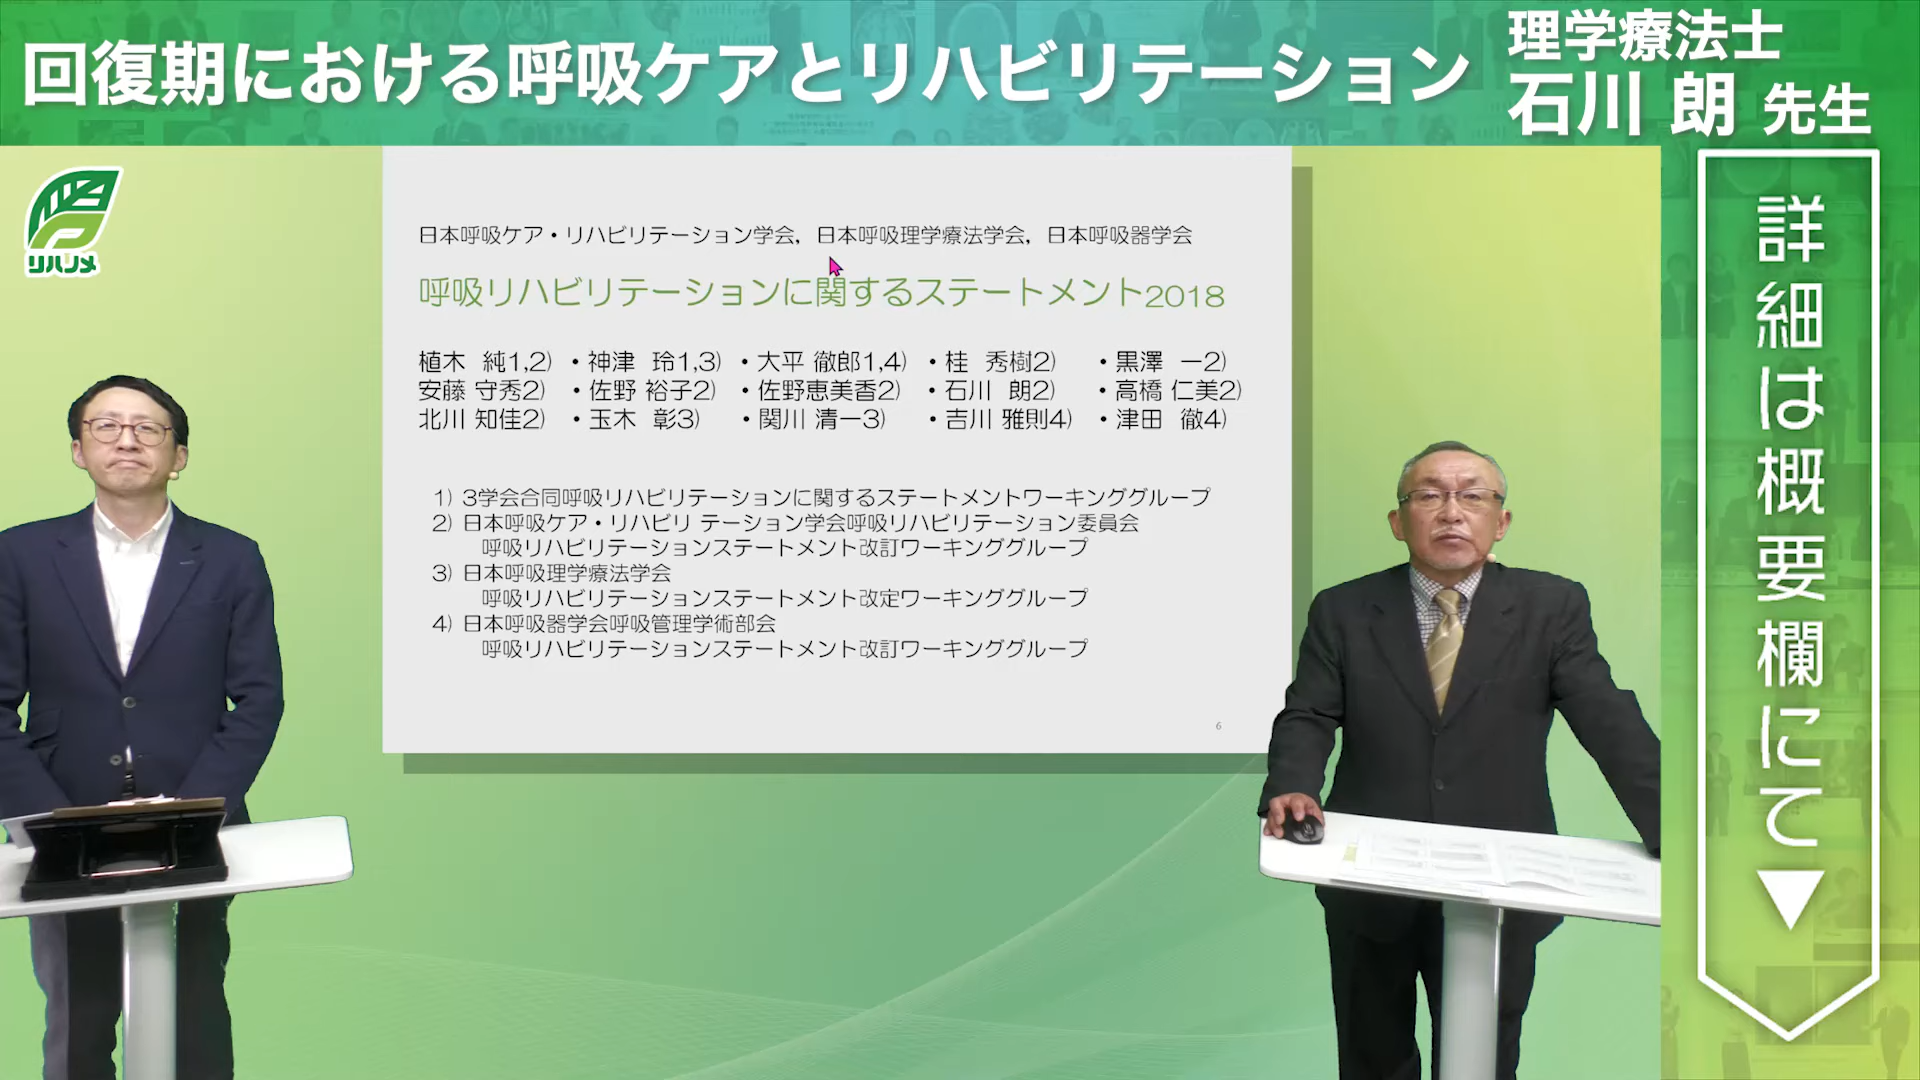 回復期における呼吸ケアとリハビリテーション
理学療法士
石川 朗 先生
リハノメ
日本呼吸ケア・リハビリテーション学会，日本呼吸理学療法学会，日本呼吸器学会
呼吸リハビリテーションに関するステートメント2018
植木 純1,2) ・神津 玲1,3) ・大平 徹郎1,4) ・桂 秀樹2) ・黒澤 一2)
安藤 守秀2) ・佐野 裕子2) ・佐野恵美香2) ・石川 朗2) ・高橋 仁美2)
北川 知佳2) ・玉木 彰3) ・関川 清一3) ・吉川 雅則4) ・津田 徹4)
1) 3学会合同呼吸リハビリテーションに関するステートメントワーキンググループ
2) 日本呼吸ケア・リハビリ テーション学会呼吸リハビリテーション委員会
呼吸リハビリテーションステートメント改訂ワーキンググループ
3) 日本呼吸理学療法学会
呼吸リハビリテーションステートメント改定ワーキンググループ
4) 日本呼吸器学会呼吸管理学術部会
呼吸リハビリテーションステートメント改訂ワーキンググループ
6
詳細は概要欄にて▼